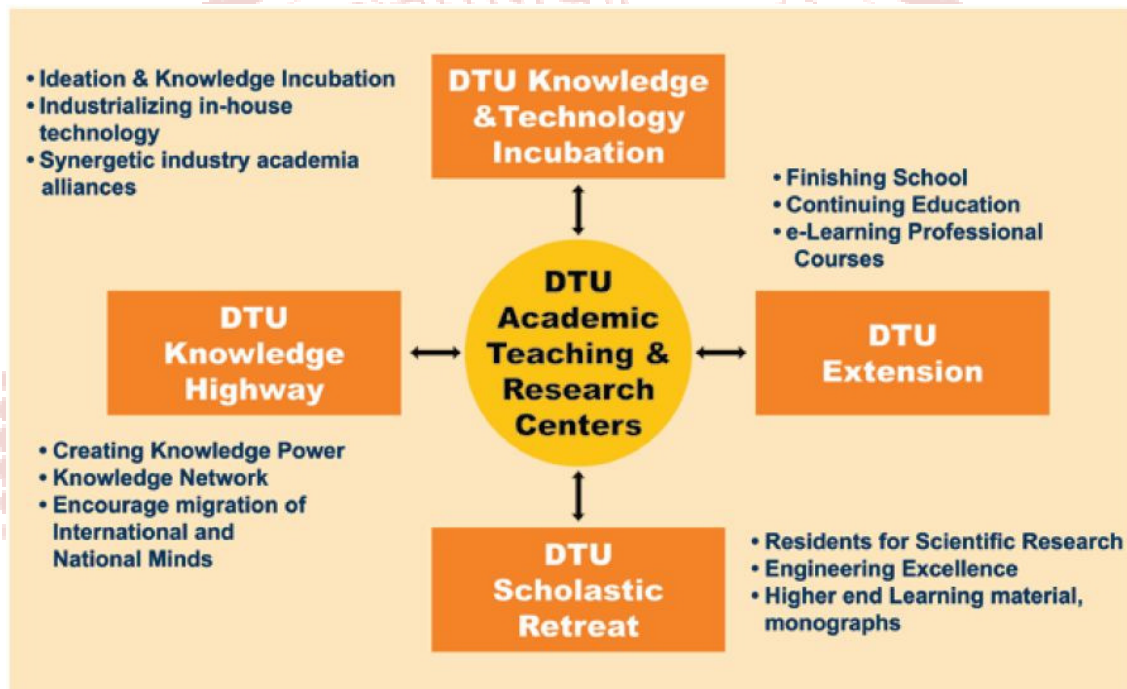 • Ideation & Knowledge Incubation
• Industrializing in-house
technology
• Synergetic industry academia
alliances
DTU Knowledge
&Technology
Incubation
• Finishing School
• Continuing Education
• e-Learning Professional
Courses
DTU
Knowledge
Highway
DTU
Academic
Teaching &
Research
Centers
DTU
Extension
• Creating Knowledge Power
• Knowledge Network
• Encourage migration of
International and
National Minds
DTU
Scholastic
Retreat
• Residents for Scientific Research
• Engineering Excellence
• Higher end Learning material,
monographs